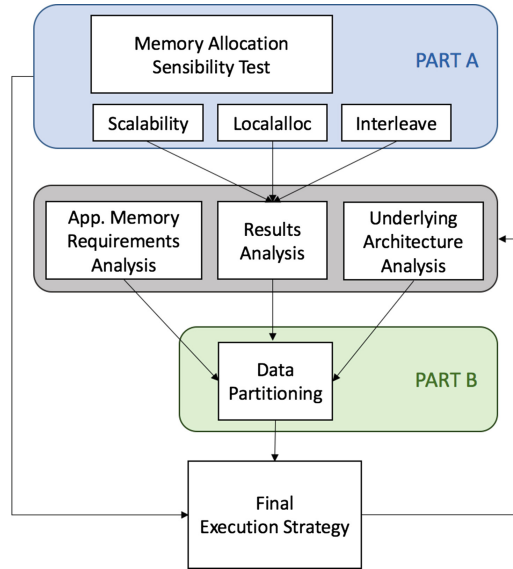 Memory Allocation
Sensibility Test
PART A
Scalability
Localalloc
Interleave
App. Memory
Requirements
Analysis
Results
Analysis
Underlying
Architecture
Analysis
Data
Partitioning
PART B
Final
Execution Strategy